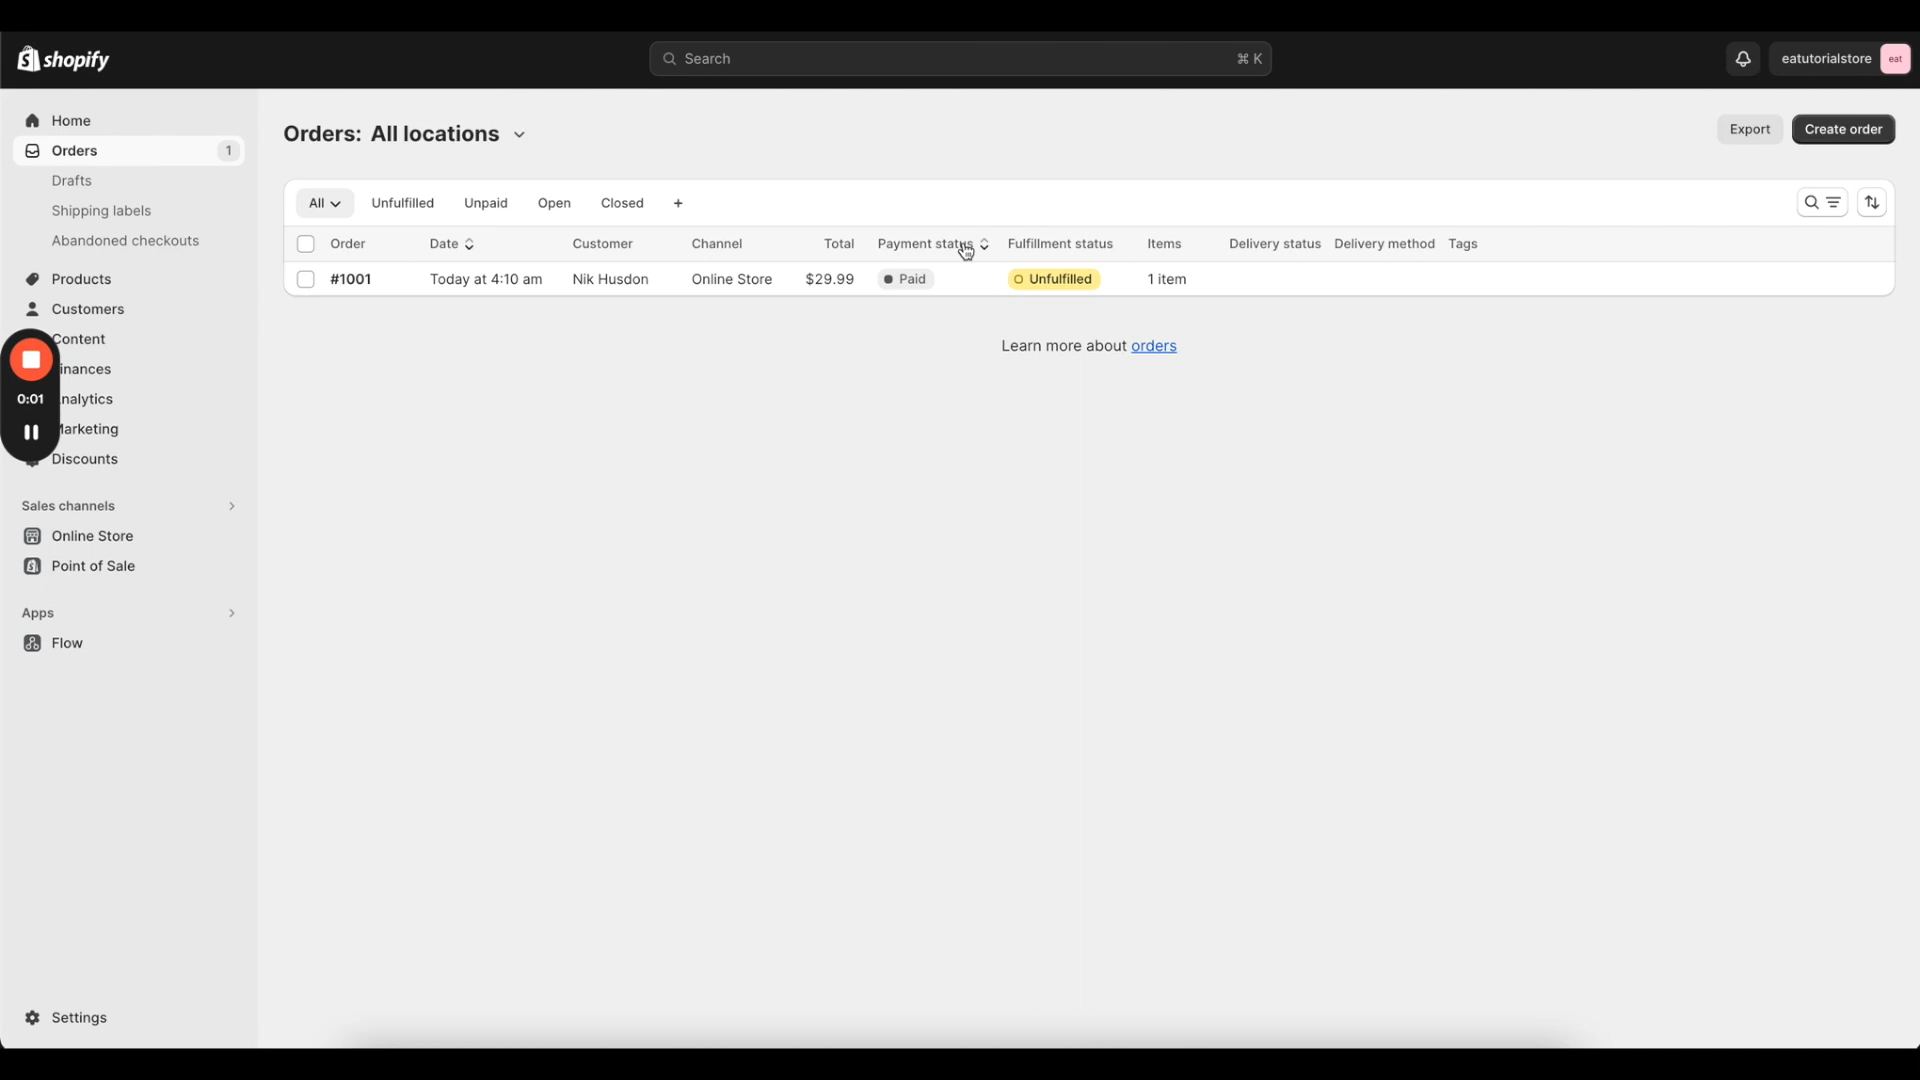 shopify
Search
⌘ K
eatutorialstore
eat
Home
Orders
1
Drafts
Shipping labels
Abandoned checkouts
Products
Customers
Content
inances
nalytics
Marketing
Discounts
0:01
Sales channels
Online Store
Point of Sale
Apps
Flow
Settings
Orders: All locations
Export
Create order
All
Unfulfilled
Unpaid
Open
Closed
+
Order Date Customer Channel Total Payment status Fulfillment status Items Delivery status Delivery method Tags
#1001 Today at 4:10 am Nik Husdon Online Store $29.99 Paid Unfulfilled 1 item
Learn more about orders